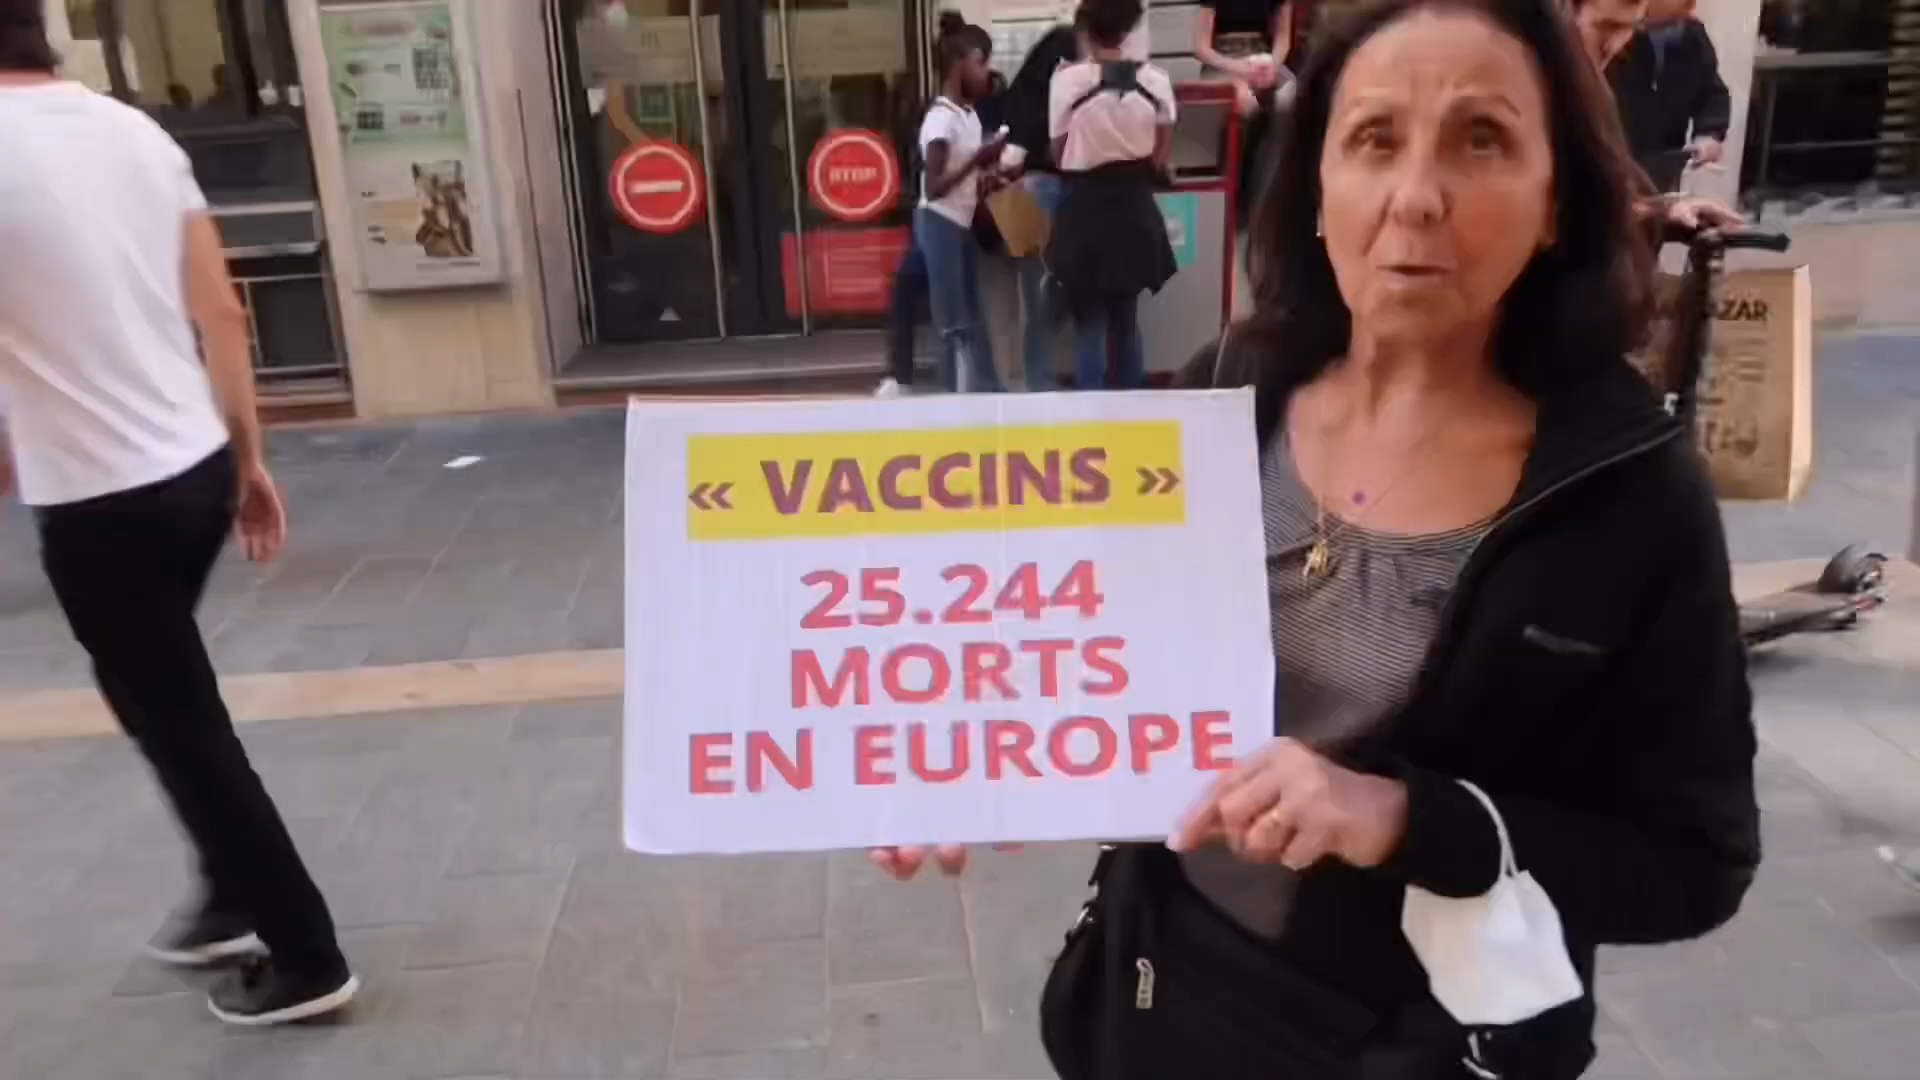 STOP
AZAR
« VACCINS »
25.244
MORTS
EN EUROPE